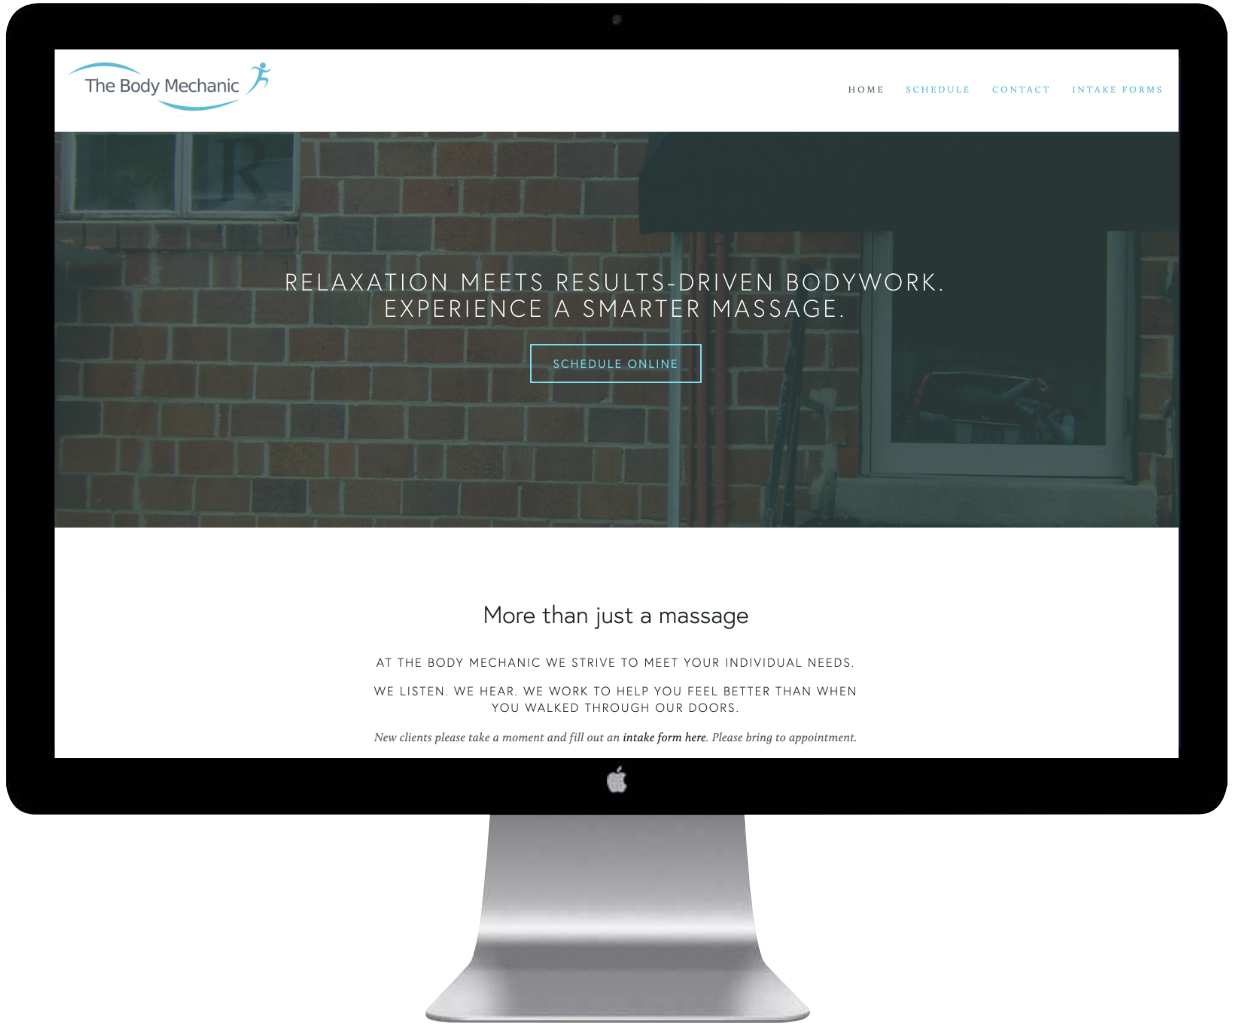 The Body Mechanic
HOME SCHEDULE CONTACT INTAKE FORMS
R
RELAXATION MEETS RESULTS-DRIVEN BODYWORK.
EXPERIENCE A SMARTER MASSAGE.
SCHEDULE ONLINE
More than just a massage
AT THE BODY MECHANIC WE STRIVE TO MEET YOUR INDIVIDUAL NEEDS.
WE LISTEN. WE HEAR. WE WORK TO HELP YOU FEEL BETTER THAN WHEN
YOU WALKED THROUGH OUR DOORS.
New clients please take a moment and fill out an intake form here. Please bring to appointment.